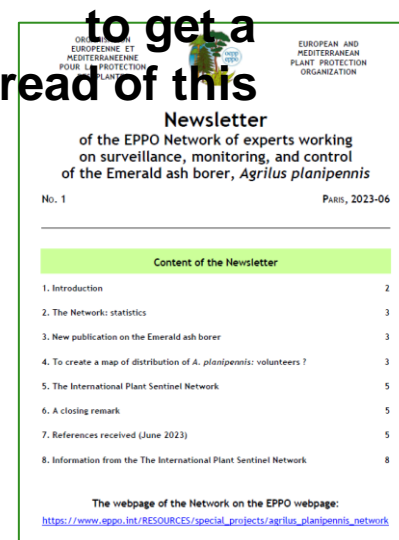 to get a
read of this
EUROPEENNE ET
MEDITERRANEENNE
POUR LA PROTECTION
EUROPEAN AND
MEDITERRANEAN
PLANT PROTECTION
ORGANIZATION
oepp
eppo
Newsletter
of the EPPO Network of experts working
on surveillance, monitoring, and control
of the Emerald ash borer, Agrilus planipennis
No. 1 PARIS, 2023-06
Content of the Newsletter
1. Introduction 2
2. The Network: statistics 3
3. New publication on the Emerald ash borer 3
4. To create a map of distribution of A. planipennis: volunteers ? 3
5. The International Plant Sentinel Network 5
6. A closing remark 5
7. References received (June 2023) 5
8. Information from the The International Plant Sentinel Network 8
The webpage of the Network on the EPPO webpage:
https://www.eppo.int/RESOURCES/special_projects/agrilus_planipennis_network